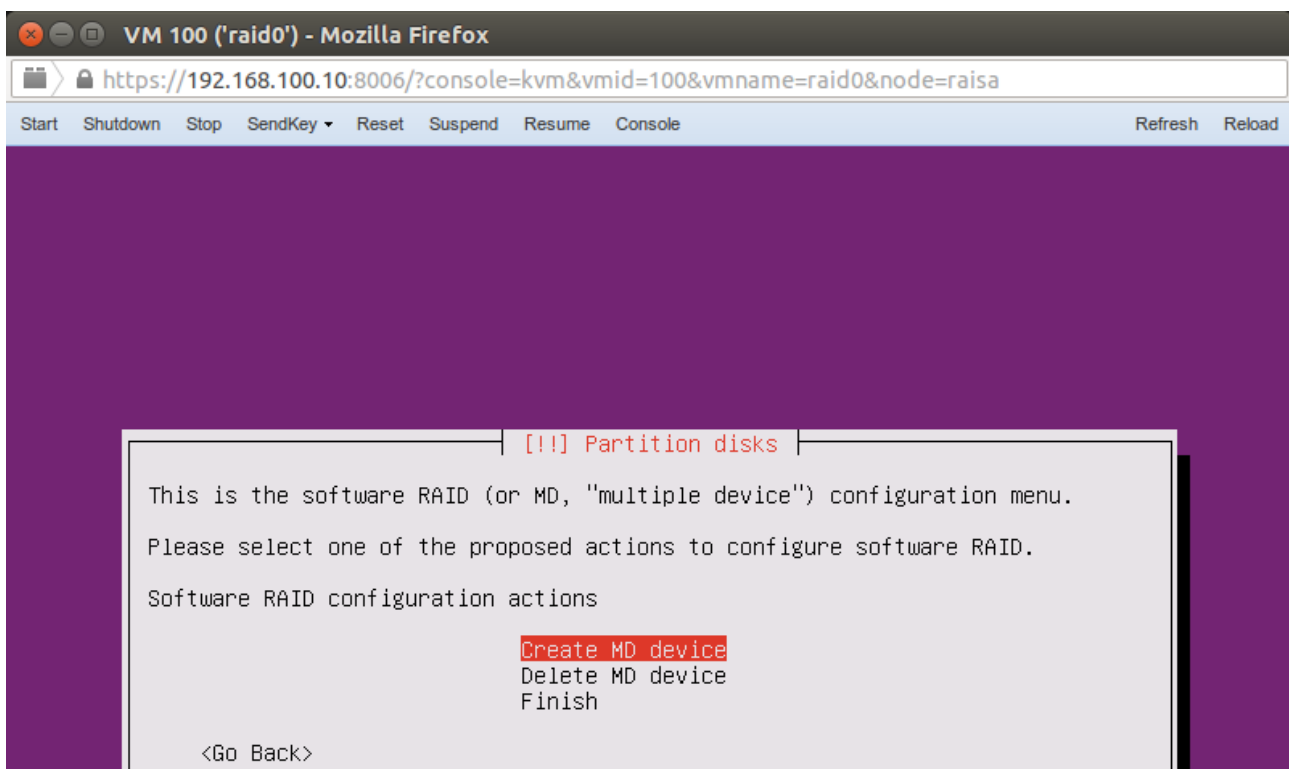 VM 100 ('raid0') - Mozilla Firefox
https://192.168.100.10:8006/?console=kvm&vmid=100&vmname=raid0&node=raisa
Start Shutdown Stop SendKey Reset Suspend Resume Console Refresh Reload
[!!] Partition disks
This is the software RAID (or MD, "multiple device") configuration menu.
Please select one of the proposed actions to configure software RAID.
Software RAID configuration actions
Create MD device
Delete MD device
Finish
<Go Back>